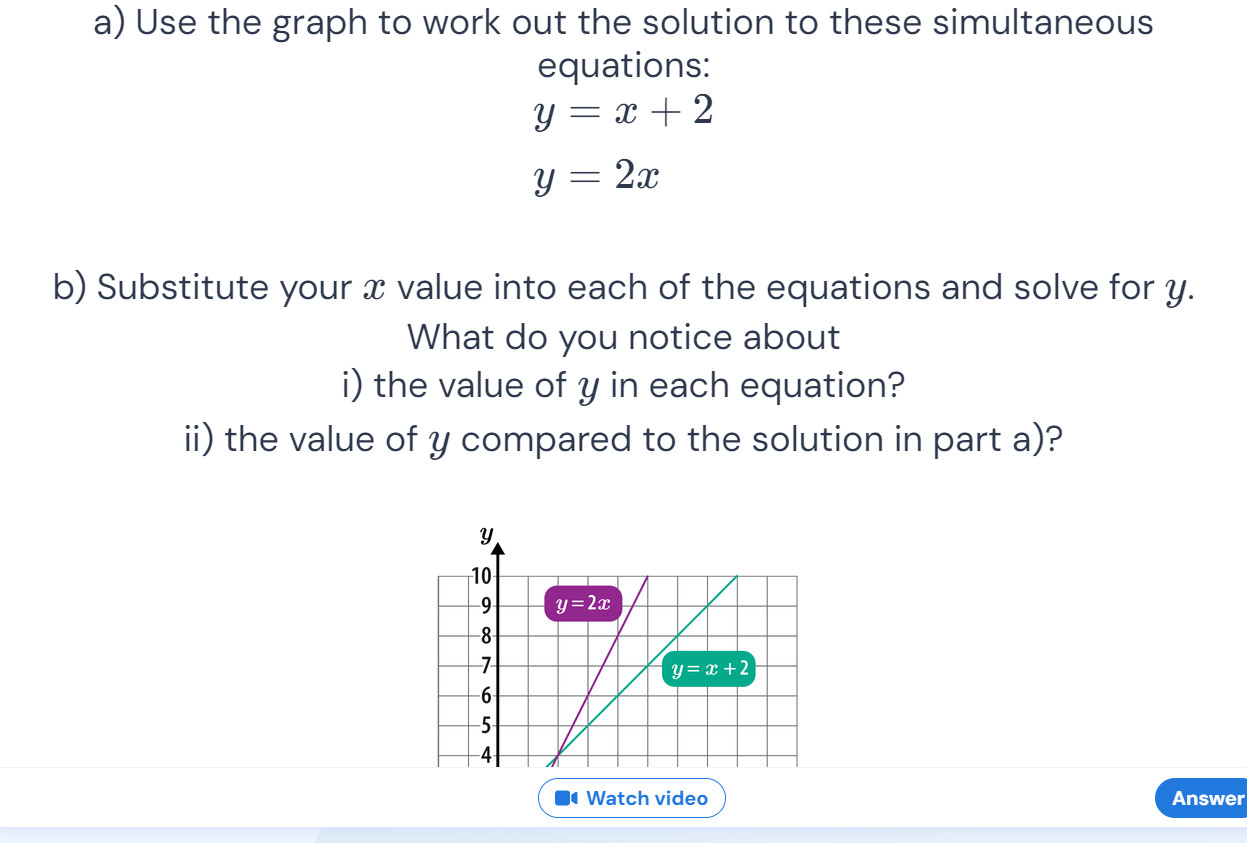 a) Use the graph to work out the solution to these simultaneous
equations:
y = x + 2
y = 2x
b) Substitute your x value into each of the equations and solve for y.
What do you notice about
i) the value of y in each equation?
ii) the value of y compared to the solution in part a)?
y
10
9
y = 2x
8
7
y = x + 2
6
5
4
Watch video
Answer